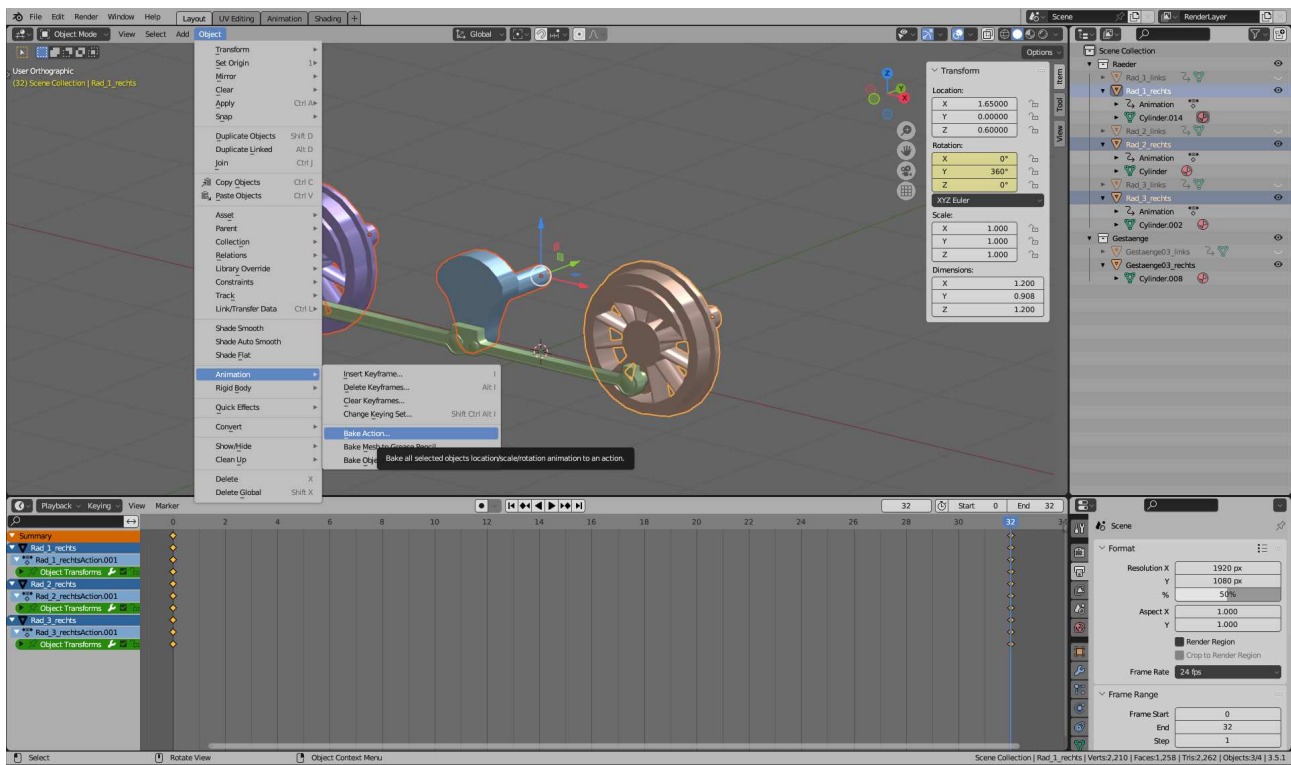 File Edit Render Window Help Layout UV Editing Animation Shading + Scene RenderLayer
Object Mode View Select Add Object Global Options
User Orthographic
(32) Scene Collection | Rad_1_rechts
Transform
Set Origin 1
Mirror
Clear
Apply Ctrl A
Snap
Duplicate Objects Shift D
Duplicate Linked Alt D
Join Ctrl J
Copy Objects Ctrl C
Paste Objects Ctrl V
Asset
Parent
Collection
Relations
Library Override
Constraints
Track
Link/Transfer Data Ctrl L
Shade Smooth
Shade Auto Smooth
Shade Flat
Animation
Rigid Body
Quick Effects
Convert
Show/Hide
Clean Up
Delete X
Delete Global Shift X
Insert Keyframe... I
Delete Keyframes... Alt I
Clear Keyframes...
Change Keying Set... Shift Ctrl Alt I
Bake Action...
Bake Mesh to Grease Pencil
Bake Obje
Bake all selected objects location/scale/rotation animation to an action.
Z
Y
X
Transform
Location:
X 1.65000
Y 0.00000
Z 0.60000
Rotation:
X 0°
Y 360°
Z 0°
XYZ Euler
Scale:
X 1.000
Y 1.000
Z 1.000
Dimensions:
X 1.200
Y 0.908
Z 1.200
Item
Tool
View
Scene Collection
Raeder
Rad_1_links
Rad_1_rechts
Animation
Cylinder.014
Rad_2_links
Rad_2_rechts
Animation
Cylinder
Rad_3_links
Rad_3_rechts
Animation
Cylinder.002
Gestaenge
Gestaenge03_links
Gestaenge03_rechts
Cylinder.008
Playback Keying View Marker 32 Start 0 End 32
0 2 4 6 8 10 12 14 16 18 20 22 24 26 28 30 32 34
Summary
Rad_1_rechts
Rad_1_rechtsAction.001
Object Transforms
Rad_2_rechts
Rad_2_rechtsAction.001
Object Transforms
Rad_3_rechts
Rad_3_rechtsAction.001
Object Transforms
Scene
Format
Resolution X 1920 px
Y 1080 px
% 50%
Aspect X 1.000
Y 1.000
Render Region
Crop to Render Region
Frame Rate 24 fps
Frame Range
Frame Start 0
End 32
Step 1
Select Rotate View Object Context Menu Scene Collection | Rad_1_rechts | Verts:2,210 | Faces:1,258 | Tris:2,262 | Objects:3/4 | 3.5.1